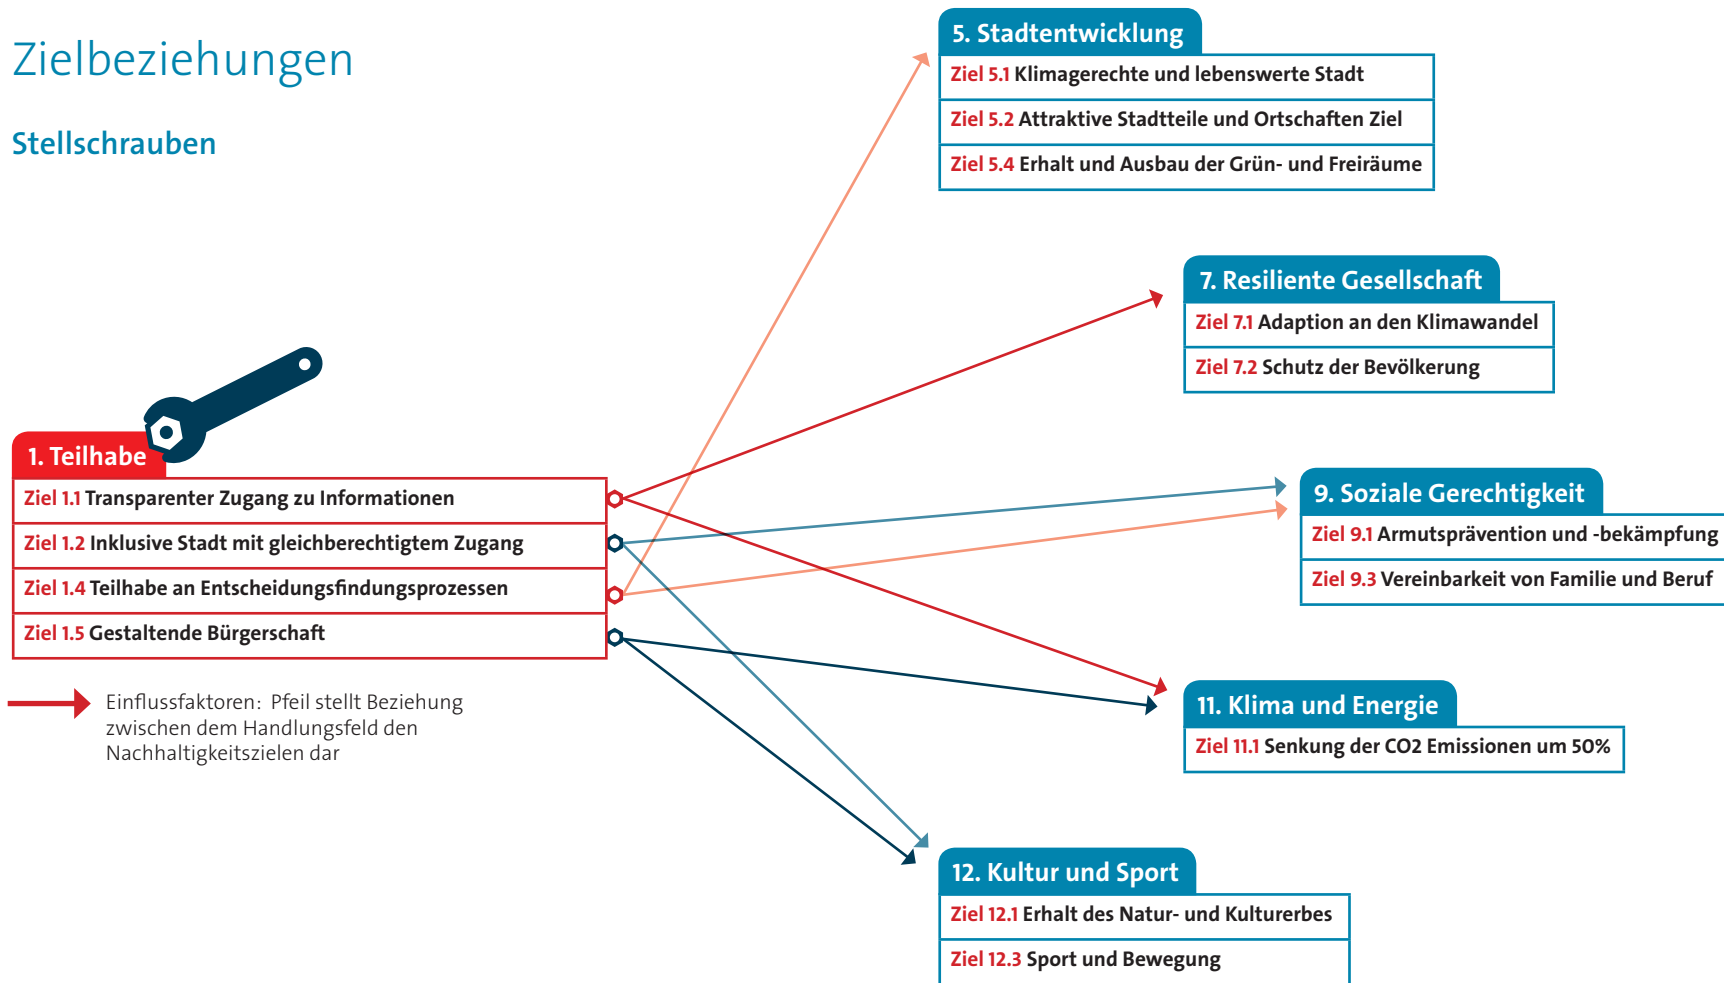 Zielbeziehungen
Stellschrauben
1. Teilhabe
Ziel 1.1 Transparenter Zugang zu Informationen
Ziel 1.2 Inklusive Stadt mit gleichberechtigtem Zugang
Ziel 1.4 Teilhabe an Entscheidungsfindungsprozessen
Ziel 1.5 Gestaltende Bürgerschaft
Einflussfaktoren: Pfeil stellt Beziehung
zwischen dem Handlungsfeld den
Nachhaltigkeitszielen dar
5. Stadtentwicklung
Ziel 5.1 Klimagerechte und lebenswerte Stadt
Ziel 5.2 Attraktive Stadtteile und Ortschaften Ziel
Ziel 5.4 Erhalt und Ausbau der Grün- und Freiräume
7. Resiliente Gesellschaft
Ziel 7.1 Adaption an den Klimawandel
Ziel 7.2 Schutz der Bevölkerung
9. Soziale Gerechtigkeit
Ziel 9.1 Armutsprävention und -bekämpfung
Ziel 9.3 Vereinbarkeit von Familie und Beruf
11. Klima und Energie
Ziel 11.1 Senkung der CO2 Emissionen um 50%
12. Kultur und Sport
Ziel 12.1 Erhalt des Natur- und Kulturerbes
Ziel 12.3 Sport und Bewegung